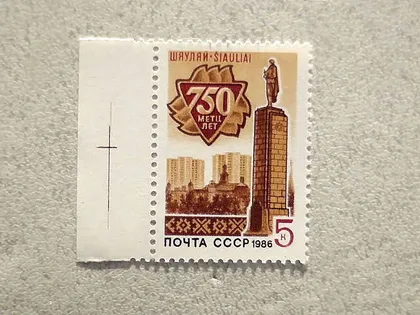 ШЯУЛЯЙ · ŠIAULIAI
750
METŲ
ЛЕТ
ПОЧТА СССР 1986
5 К